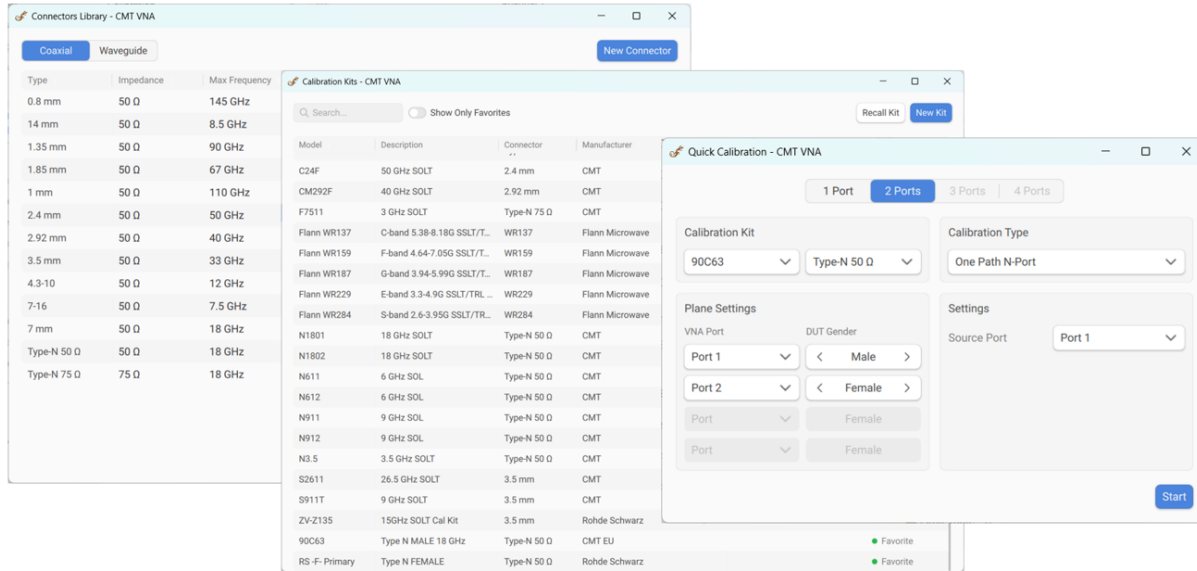 Connectors Library - CMT VNA
Coaxial Waveguide New Connector
Type Impedance Max Frequency
0.8 mm 50 Ω 145 GHz
14 mm 50 Ω 8.5 GHz
1.35 mm 50 Ω 90 GHz
1.85 mm 50 Ω 67 GHz
1 mm 50 Ω 110 GHz
2.4 mm 50 Ω 50 GHz
2.92 mm 50 Ω 40 GHz
3.5 mm 50 Ω 33 GHz
4.3-10 50 Ω 12 GHz
7-16 50 Ω 7.5 GHz
7 mm 50 Ω 18 GHz
Type-N 50 Ω 50 Ω 18 GHz
Type-N 75 Ω 75 Ω 18 GHz
Calibration Kits - CMT VNA
Search... Show Only Favorites Recall Kit New Kit
Model Description Connector Manufacturer
C24F 50 GHz SOLT 2.4 mm CMT
CM292F 40 GHz SOLT 2.92 mm CMT
F7511 3 GHz SOLT Type-N 75 Ω CMT
Flann WR137 C-band 5.38-8.18G SSLT/T... WR137 Flann Microwave
Flann WR159 F-band 4.64-7.05G SSLT/T... WR159 Flann Microwave
Flann WR187 G-band 3.94-5.99G SSLT/T... WR187 Flann Microwave
Flann WR229 E-band 3.3-4.9G SSLT/TRL ... WR229 Flann Microwave
Flann WR284 S-band 2.6-3.95G SSLT/TR... WR284 Flann Microwave
N1801 18 GHz SOLT Type-N 50 Ω CMT
N1802 18 GHz SOLT Type-N 50 Ω CMT
N611 6 GHz SOL Type-N 50 Ω CMT
N612 6 GHz SOL Type-N 50 Ω CMT
N911 9 GHz SOL Type-N 50 Ω CMT
N912 9 GHz SOL Type-N 50 Ω CMT
N3.5 3.5 GHz SOLT Type-N 50 Ω CMT
S2611 26.5 GHz SOLT 3.5 mm CMT
S911T 9 GHz SOLT 3.5 mm CMT
ZV-Z135 15GHz SOLT Cal Kit 3.5 mm Rohde Schwarz
90C63 Type N MALE 18 GHz Type-N 50 Ω CMT EU Favorite
RS -F- Primary Type N FEMALE Type-N 50 Ω Rohde Schwarz Favorite
Quick Calibration - CMT VNA
1 Port 2 Ports 3 Ports 4 Ports
Calibration Kit
90C63 Type-N 50 Ω
Calibration Type
One Path N-Port
Plane Settings
VNA Port DUT Gender
Port 1 Male
Port 2 Female
Port Female
Port Female
Settings
Source Port Port 1
Start